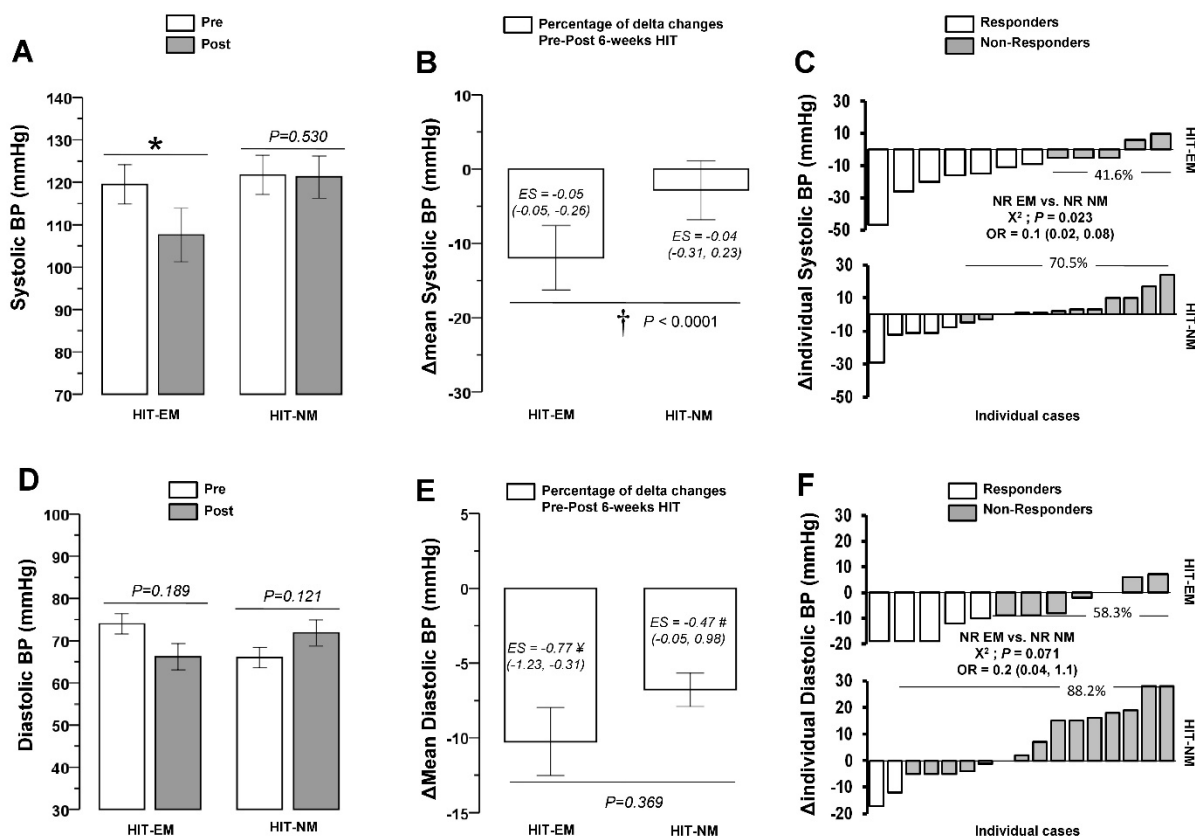 A
Pre
Post
Systolic BP (mmHg)
140
130
120
110
100
90
80
70
*
P=0.530
HIT-EM
HIT-NM
B
Percentage of delta changes
Pre-Post 6-weeks HIT
Δmean Systolic BP (mmHg)
10
0
-10
-20
-30
ES = -0.05
(-0.05, -0.26)
ES = -0.04
(-0.31, 0.23)
† P < 0.0001
HIT-EM
HIT-NM
C
Responders
Non-Responders
Δindividual Systolic BP (mmHg)
30
10
-10
-30
-50
41.6%
HIT-EM
NR EM vs. NR NM
X² ; P = 0.023
OR = 0.1 (0.02, 0.08)
30
10
-10
-30
-50
70.5%
HIT-NM
Individual cases
D
Pre
Post
Diastolic BP (mmHg)
100
90
80
70
60
50
40
30
P=0.189
P=0.121
HIT-EM
HIT-NM
E
Percentage of delta changes
Pre-Post 6-weeks HIT
ΔMean Diastolic BP (mmHg)
5
0
-5
-10
-15
ES = -0.77 ¥
(-1.23, -0.31)
ES = -0.47 #
(-0.05, 0.98)
P=0.369
HIT-EM
HIT-NM
F
Responders
Non-Responders
Δindividual Diastolic BP (mmHg)
30
20
10
0
-10
-20
58.3%
HIT-EM
NR EM vs. NR NM
X² ; P = 0.071
OR = 0.2 (0.04, 1.1)
30
20
10
0
-10
-20
88.2%
HIT-NM
Individual cases